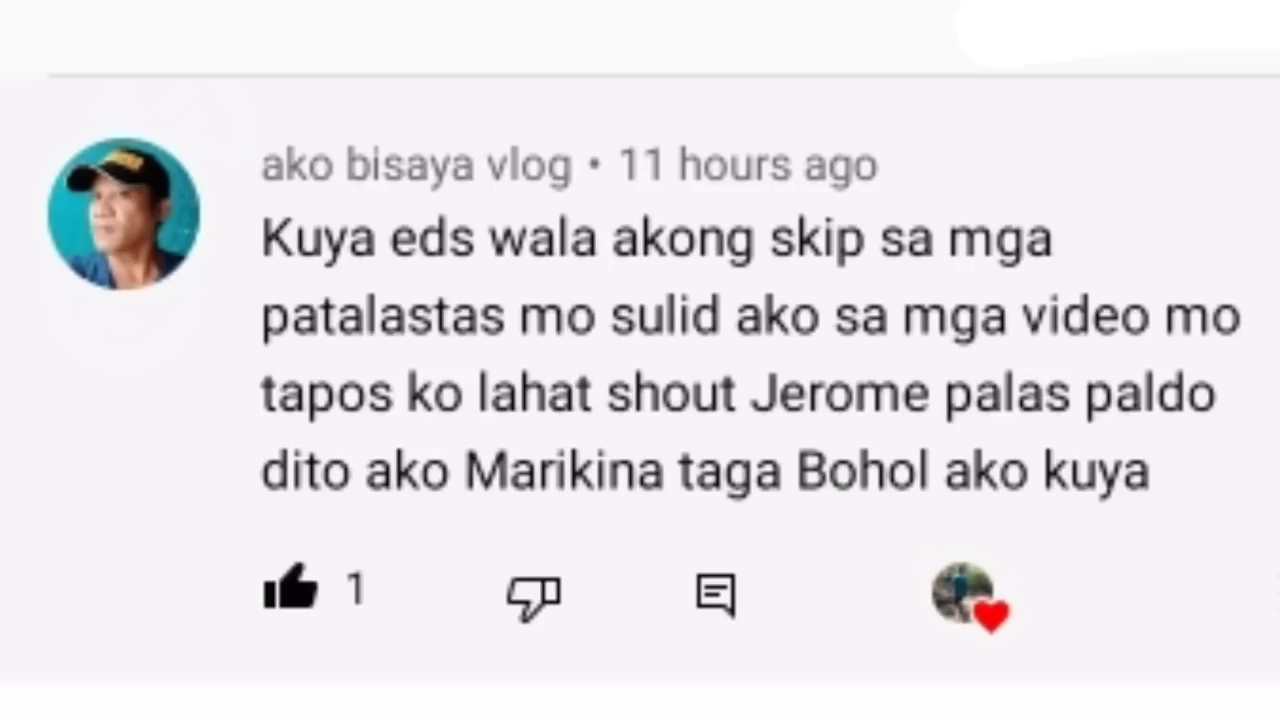 ako bisaya vlog • 11 hours ago
Kuya eds wala akong skip sa mga
patalastas mo sulid ako sa mga video mo
tapos ko lahat shout Jerome palas paldo
dito ako Marikina taga Bohol ako kuya
1